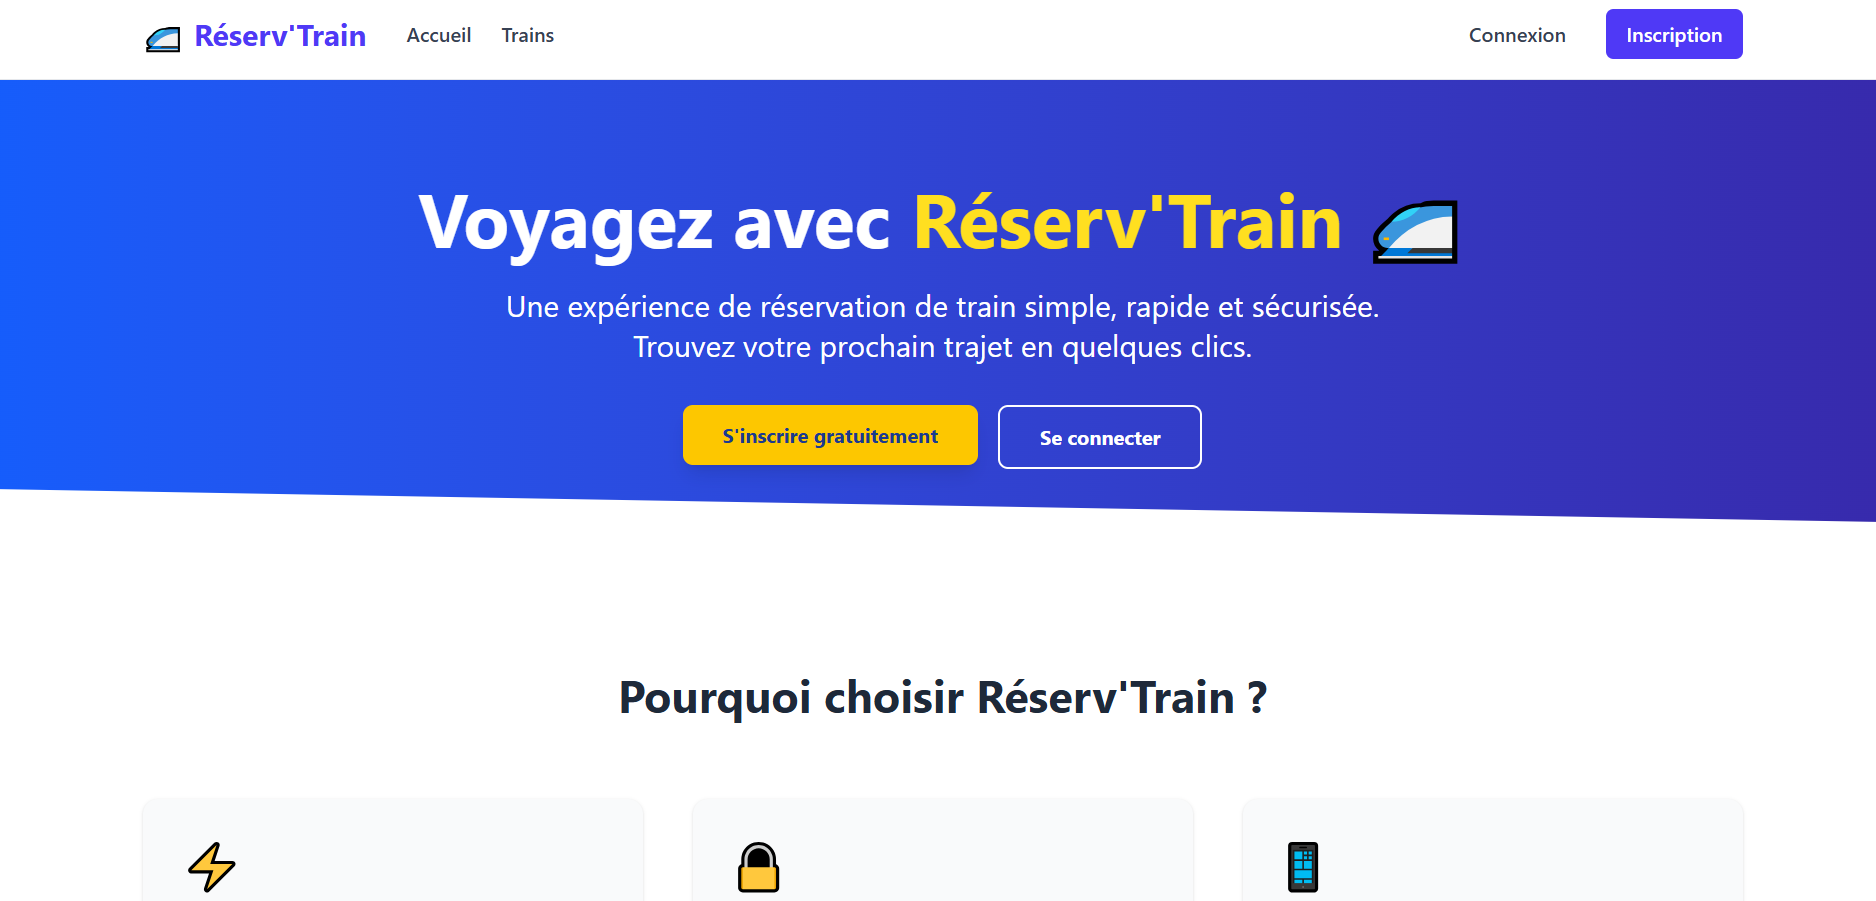 Réserv'Train
Accueil
Trains
Connexion
Inscription
Voyagez avec Réserv'Train
Une expérience de réservation de train simple, rapide et sécurisée.
Trouvez votre prochain trajet en quelques clics.
S'inscrire gratuitement
Se connecter
Pourquoi choisir Réserv'Train ?